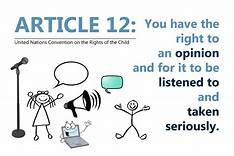 ARTICLE 12:
United Nations Convention on the Rights of the Child
You have the
right to
an opinion
and for it to be
listened to
and
taken
seriously.